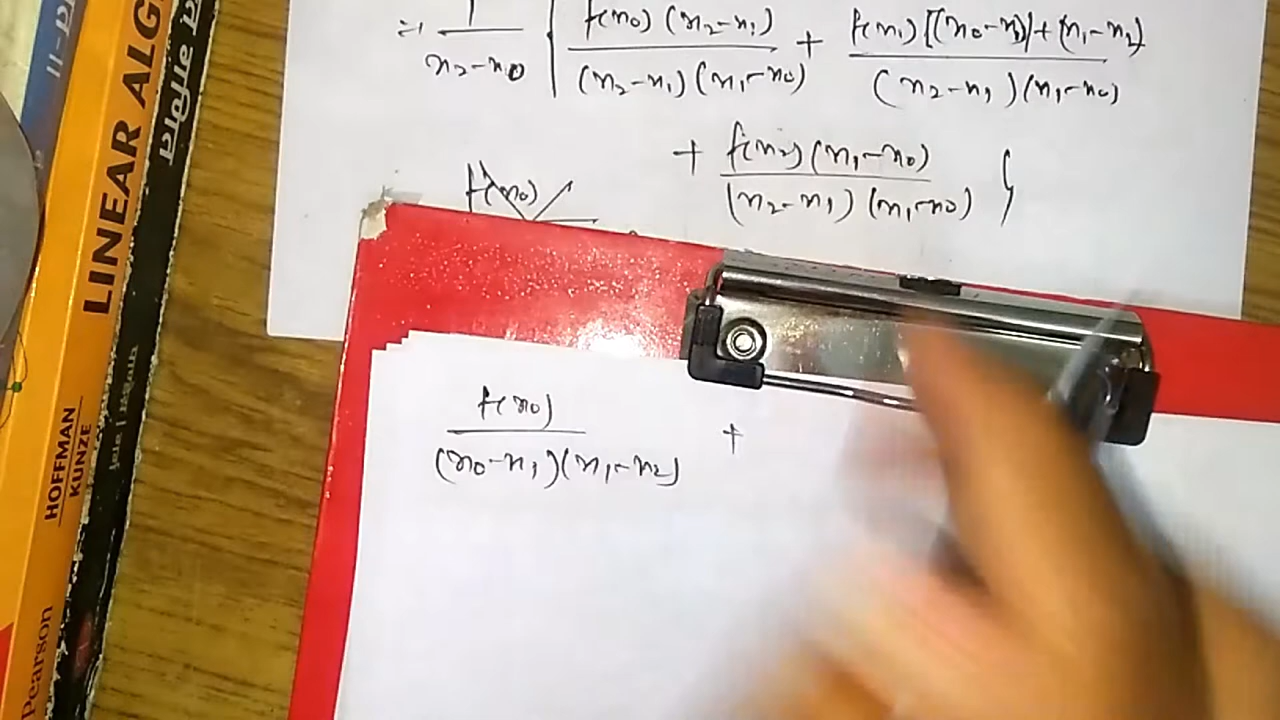 = 1/(x2-x0) { f(x0)(x2-x1)/(x2-x1)(x1-x0) + f(x1)[(x0-x1)+(x1-x2)/(x2-x1)(x1-x0)
+ f(x2)(x1-x0)/(x2-x1)(x1-x0) }
f(x0)
f(x0)/(x0-x1)(x1-x2) +
LINEAR ALG
HOFFMAN
KUNZE
Pearson